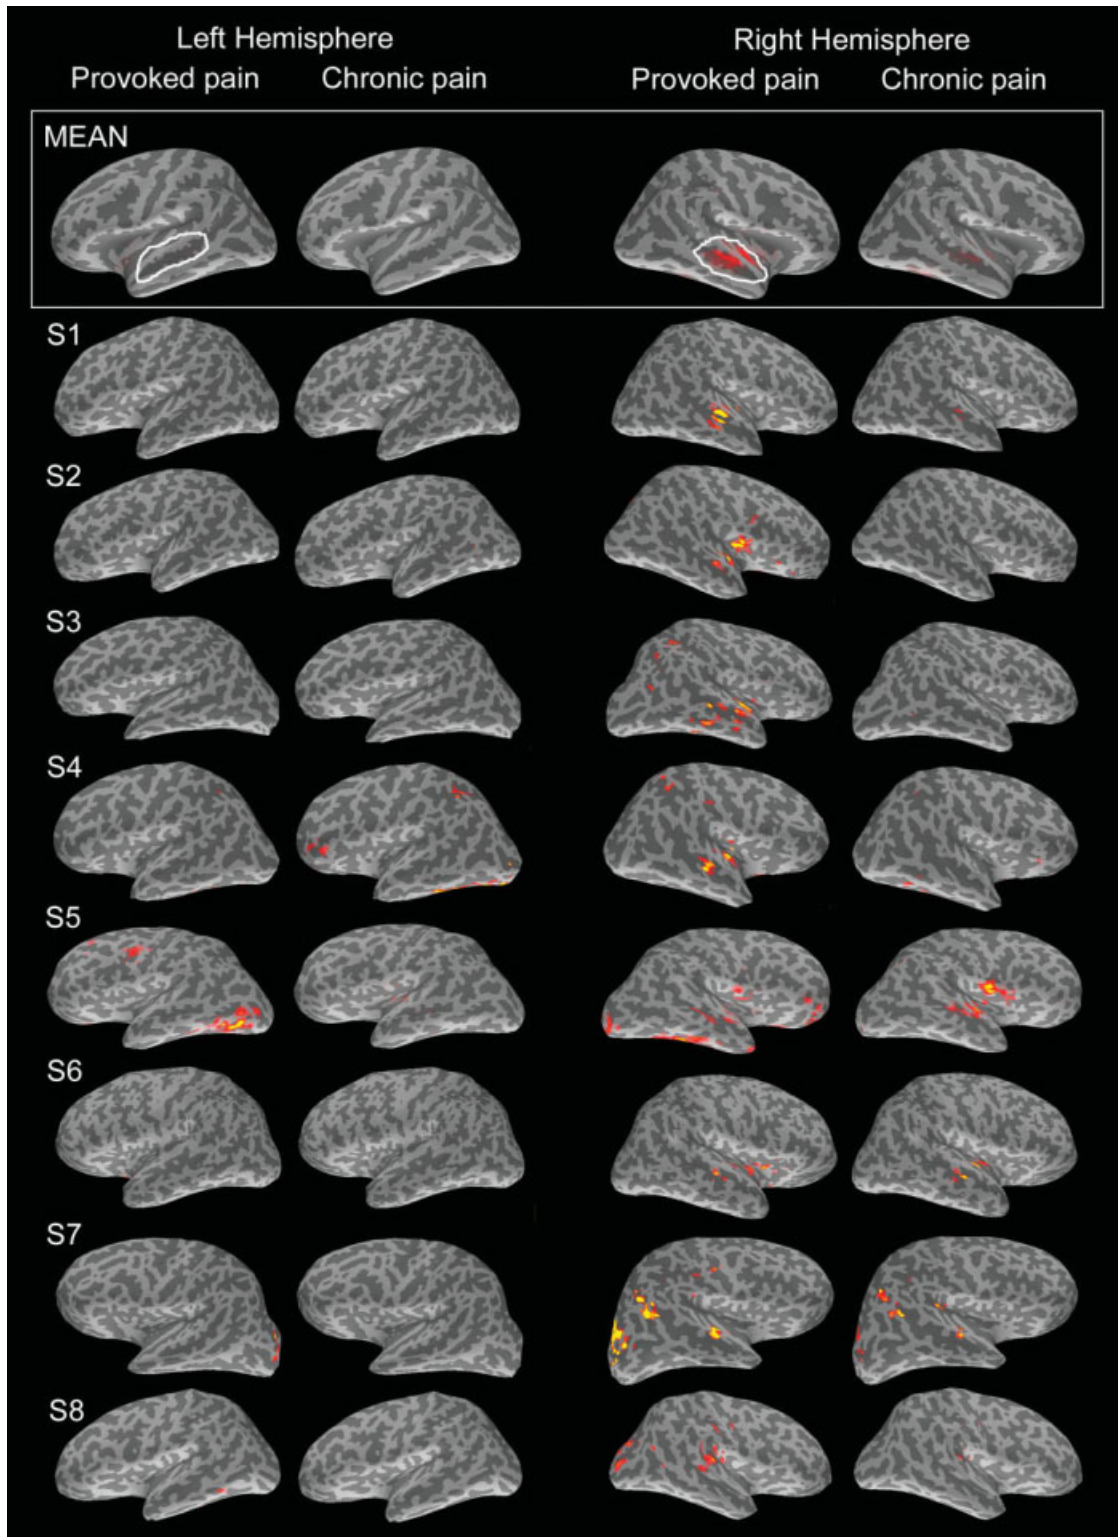 Left Hemisphere Right Hemisphere
Provoked pain Chronic pain Provoked pain Chronic pain
MEAN
S1
S2
S3
S4
S5
S6
S7
S8